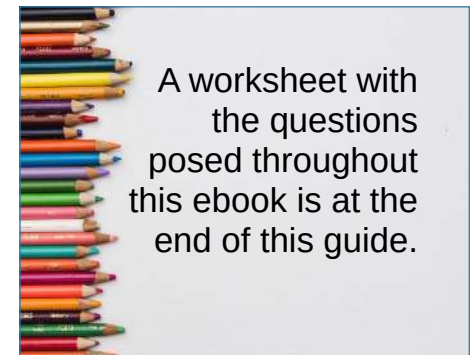 A worksheet with
the questions
posed throughout
this ebook is at the
end of this guide.